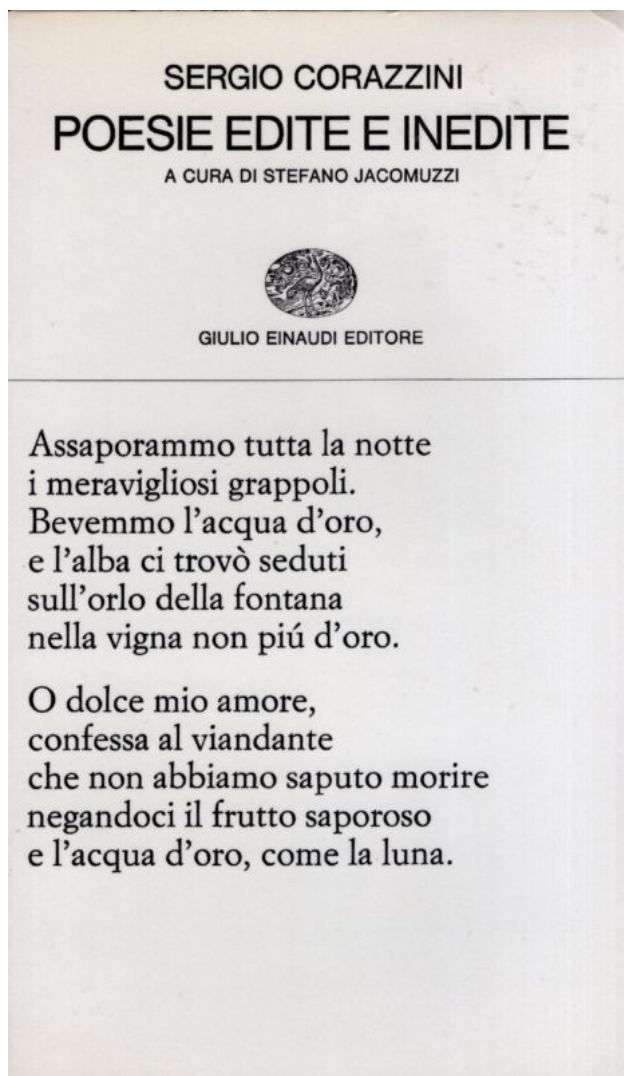 SERGIO CORAZZINI
POESIE EDITE E INEDITE
A CURA DI STEFANO JACOMUZZI
GIULIO EINAUDI EDITORE
Assaporammo tutta la notte
i meravigliosi grappoli.
Bevemmo l’acqua d’oro,
e l’alba ci trovò seduti
sull’orlo della fontana
nella vigna non piú d’oro.
O dolce mio amore,
confessa al viandante
che non abbiamo saputo morire
negandoci il frutto saporoso
e l’acqua d’oro, come la luna.